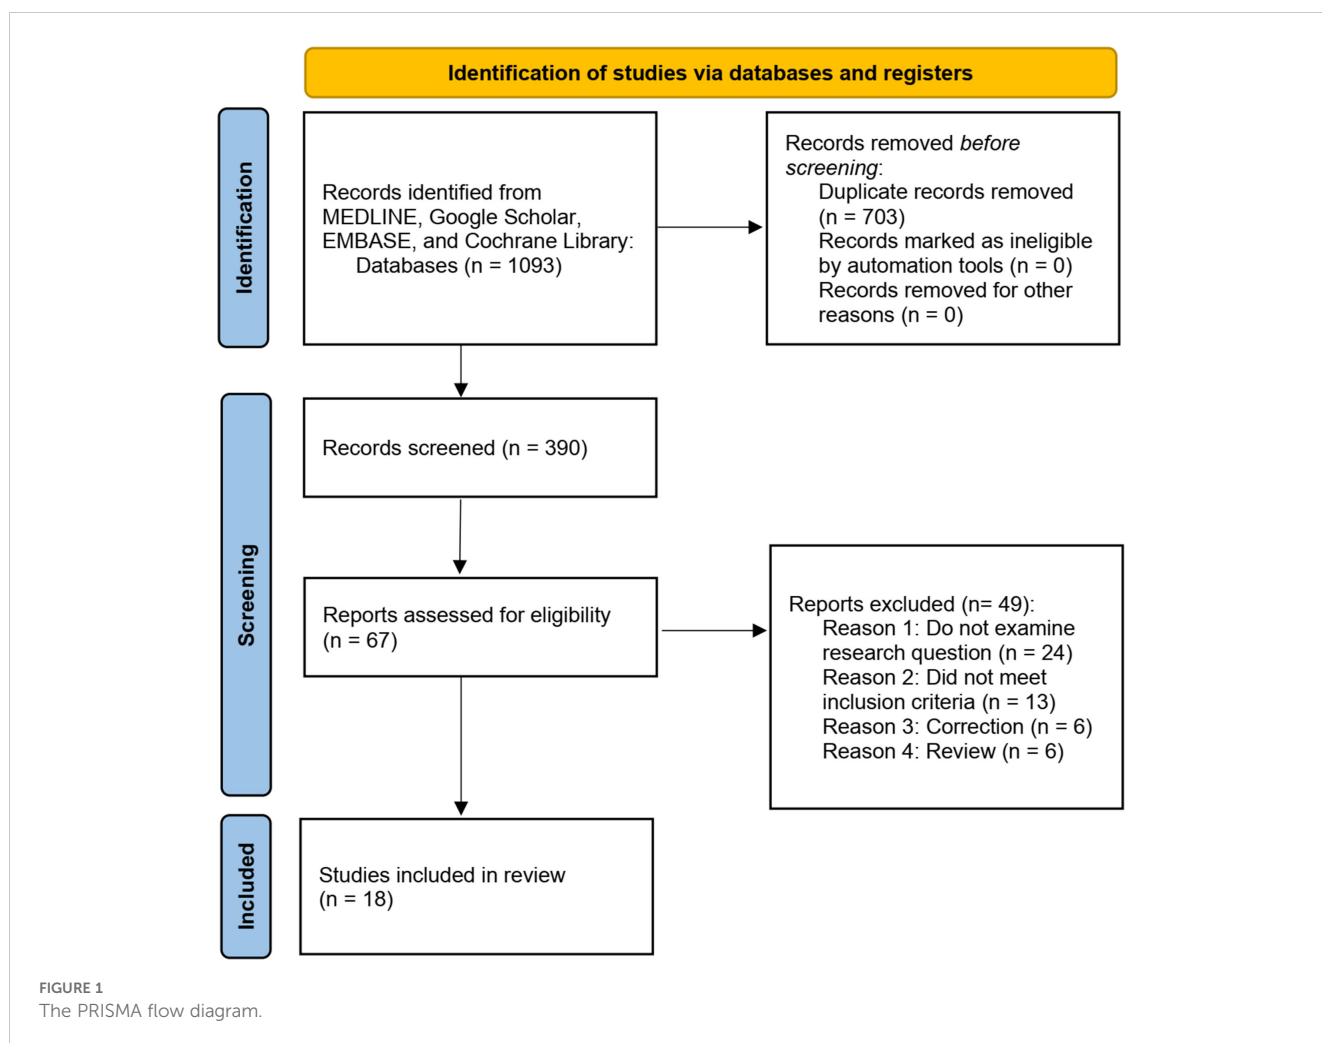 Identification of studies via databases and registers
Identification
Records identified from
MEDLINE, Google Scholar,
EMBASE, and Cochrane Library:
Databases (n = 1093)
Records removed before
screening:
Duplicate records removed
(n = 703)
Records marked as ineligible
by automation tools (n = 0)
Records removed for other
reasons (n = 0)
Screening
Records screened (n = 390)
Reports assessed for eligibility
(n = 67)
Reports excluded (n= 49):
Reason 1: Do not examine
research question (n = 24)
Reason 2: Did not meet
inclusion criteria (n = 13)
Reason 3: Correction (n = 6)
Reason 4: Review (n = 6)
Included
Studies included in review
(n = 18)
FIGURE 1
The PRISMA flow diagram.